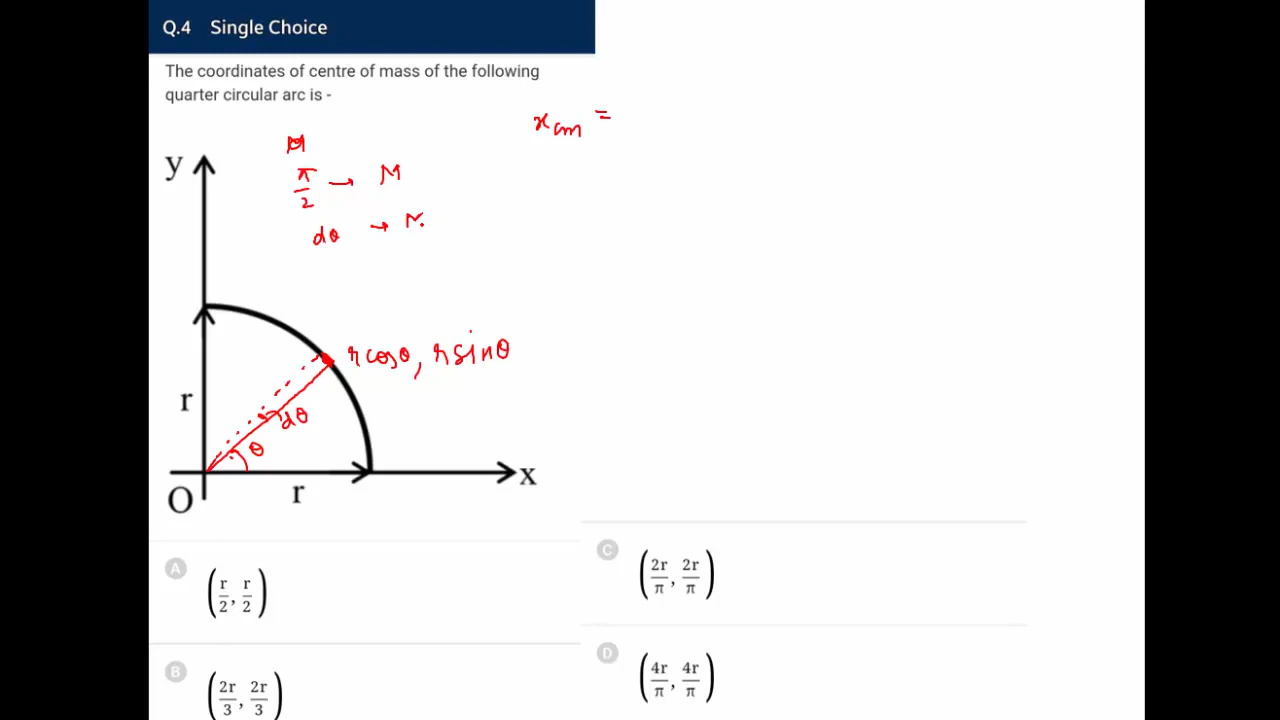 Q.4 Single Choice
The coordinates of centre of mass of the following
quarter circular arc is -
x cm =
M
π/2 → M
dθ → M.
y
r cosθ, r sinθ
r
dθ
θ
x
O
r
A (r/2, r/2)
B (2r/3, 2r/3)
C (2r/π, 2r/π)
D (4r/π, 4r/π)